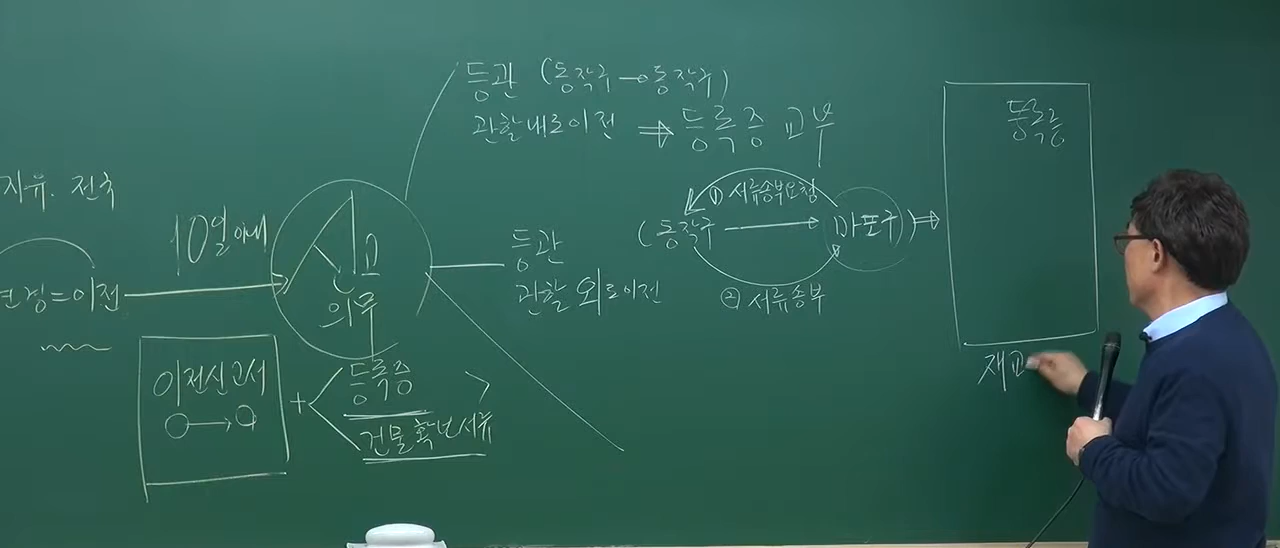 등관 (동작구 → 동작구)
관할내로이전 ⇒ 등록증 교부
자유. 전속
10일이내
= 이전
신고
의무
이전신고서
○ → ○
+
등록증
건물확보서류
등관
관할 외로이전
① 서류송부요청
(동작구 → 마포구) ⇒
② 서류송부
등록증
재교